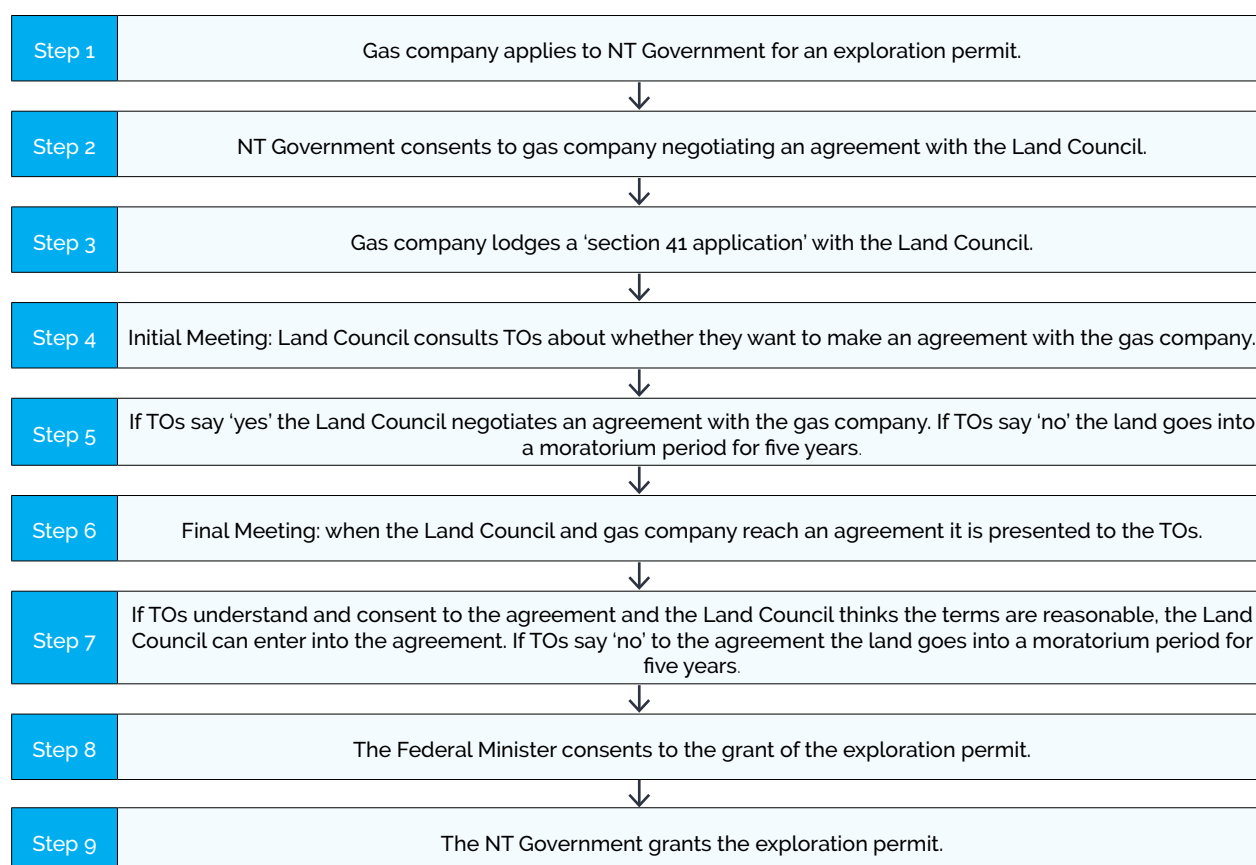 Step 1
Gas company applies to NT Government for an exploration permit.
Step 2
NT Government consents to gas company negotiating an agreement with the Land Council.
Step 3
Gas company lodges a ‘section 41 application’ with the Land Council.
Step 4
Initial Meeting: Land Council consults TOs about whether they want to make an agreement with the gas company.
Step 5
If TOs say ‘yes’ the Land Council negotiates an agreement with the gas company. If TOs say ‘no’ the land goes into
a moratorium period for five years.
Step 6
Final Meeting: when the Land Council and gas company reach an agreement it is presented to the TOs.
Step 7
If TOs understand and consent to the agreement and the Land Council thinks the terms are reasonable, the Land
Council can enter into the agreement. If TOs say ‘no’ to the agreement the land goes into a moratorium period for
five years.
Step 8
The Federal Minister consents to the grant of the exploration permit.
Step 9
The NT Government grants the exploration permit.